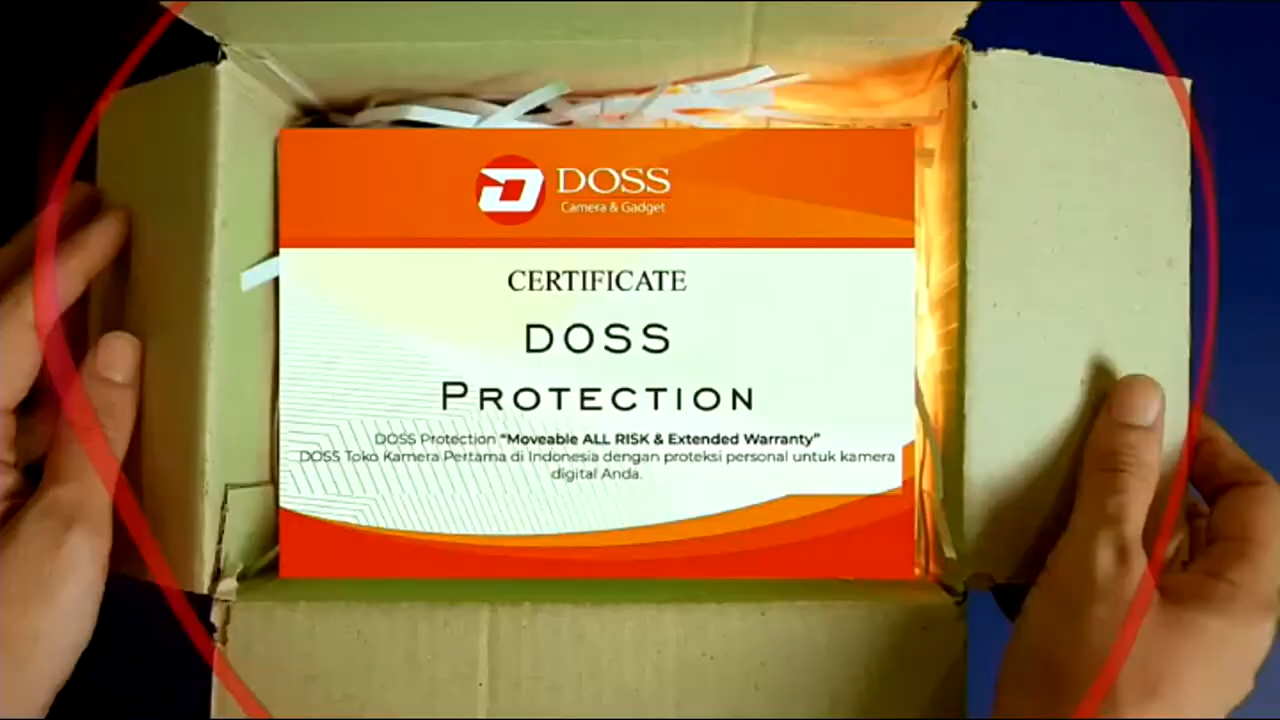 DOSS
Camera & Gadget
CERTIFICATE
DOSS
PROTECTION
DOSS Protection “Moveable ALL RISK & Extended Warranty”
DOSS Toko Kamera Pertama di Indonesia dengan proteksi personal untuk kamera
digital Anda.